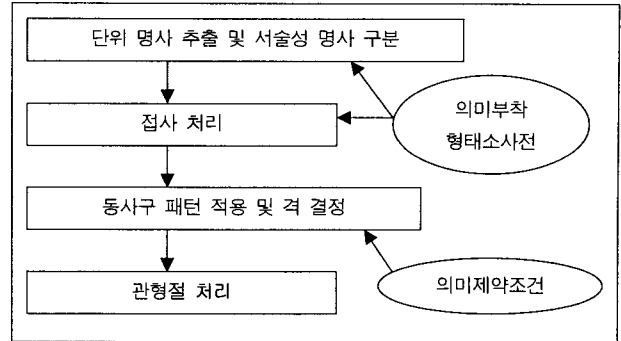 단위 명사 추출 및 서술성 명사 구분
접사 처리
의미부착
형태소사전
동사구 패턴 적용 및 격 결정
관형절 처리
의미제약조건